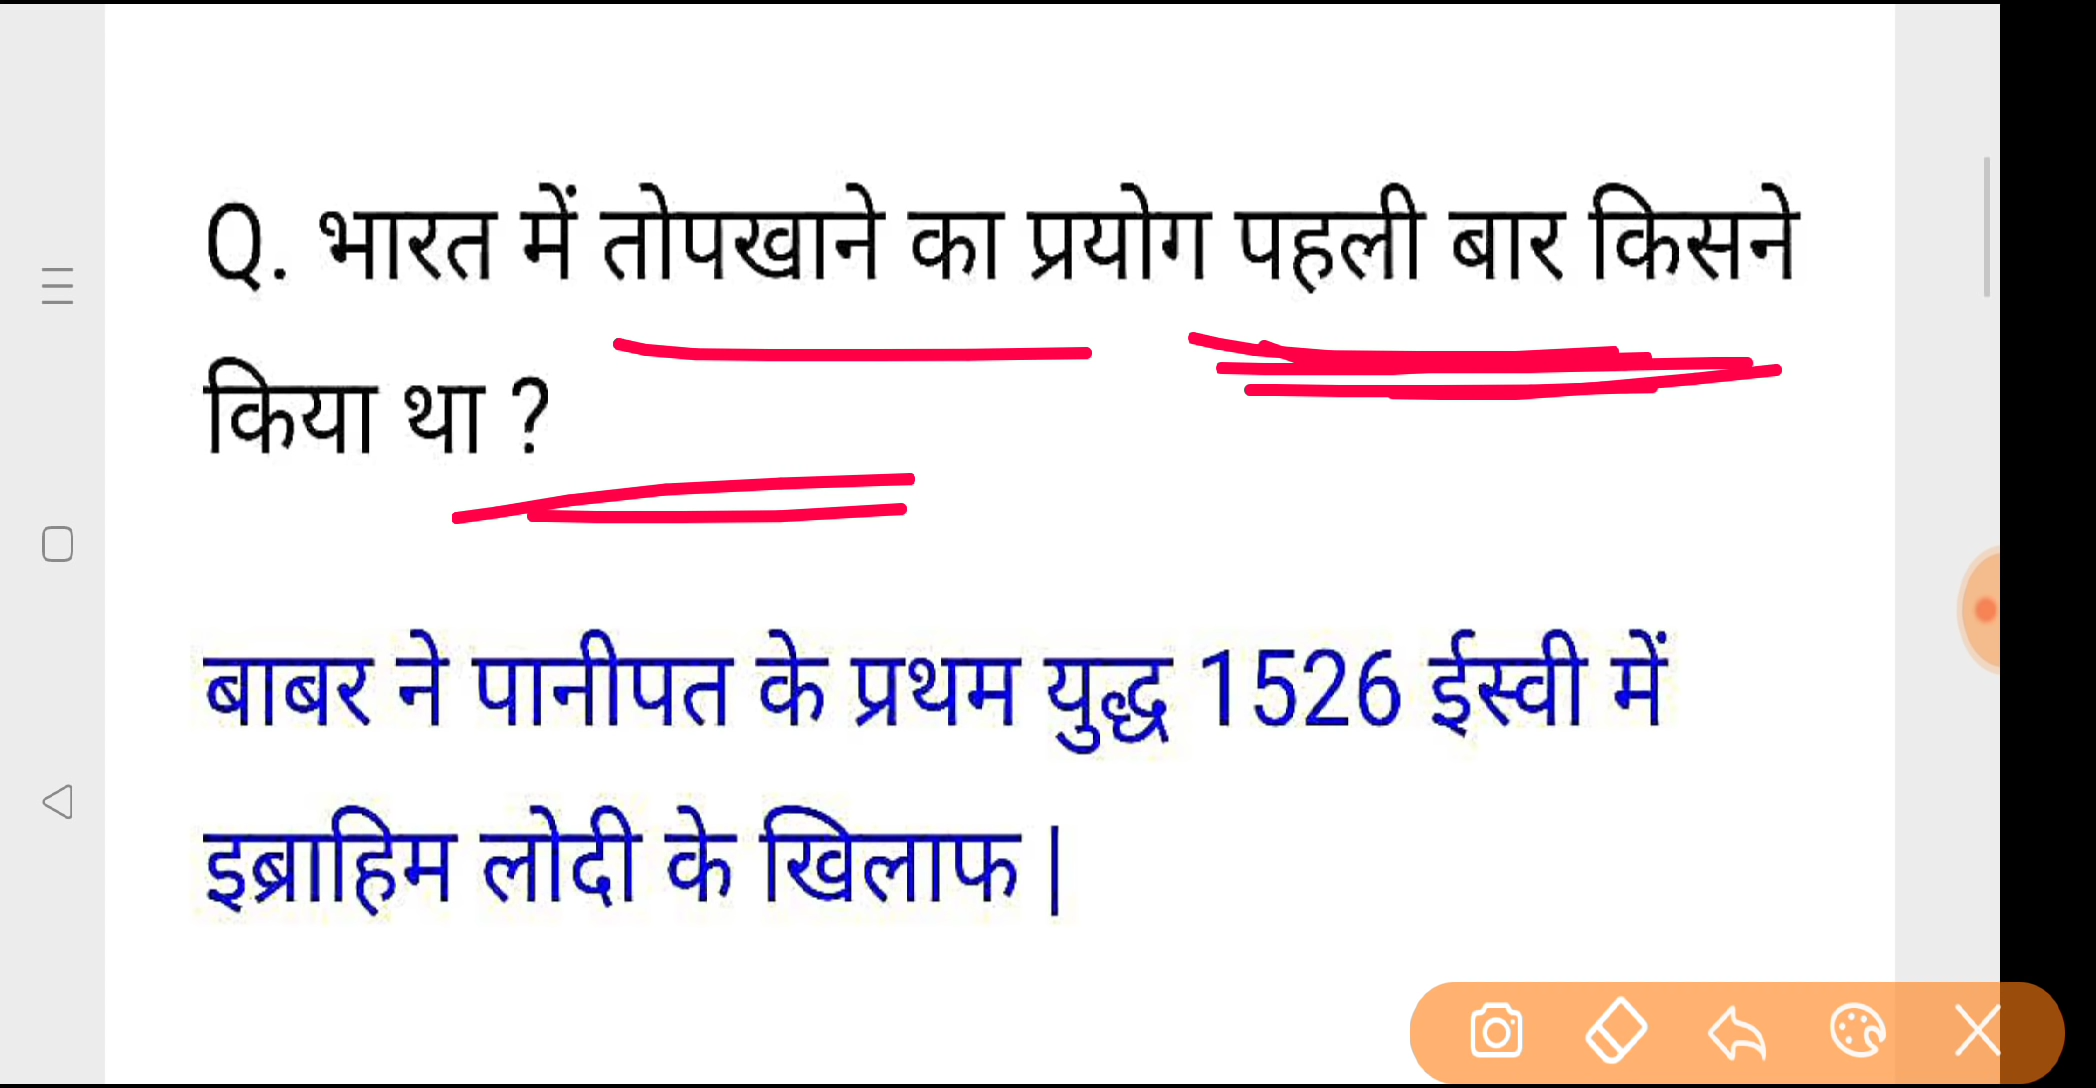 Q. भारत में तोपखाने का प्रयोग पहली बार किसने
किया था ?
बाबर ने पानीपत के प्रथम युद्ध 1526 ईस्वी में
इब्राहिम लोदी के खिलाफ |